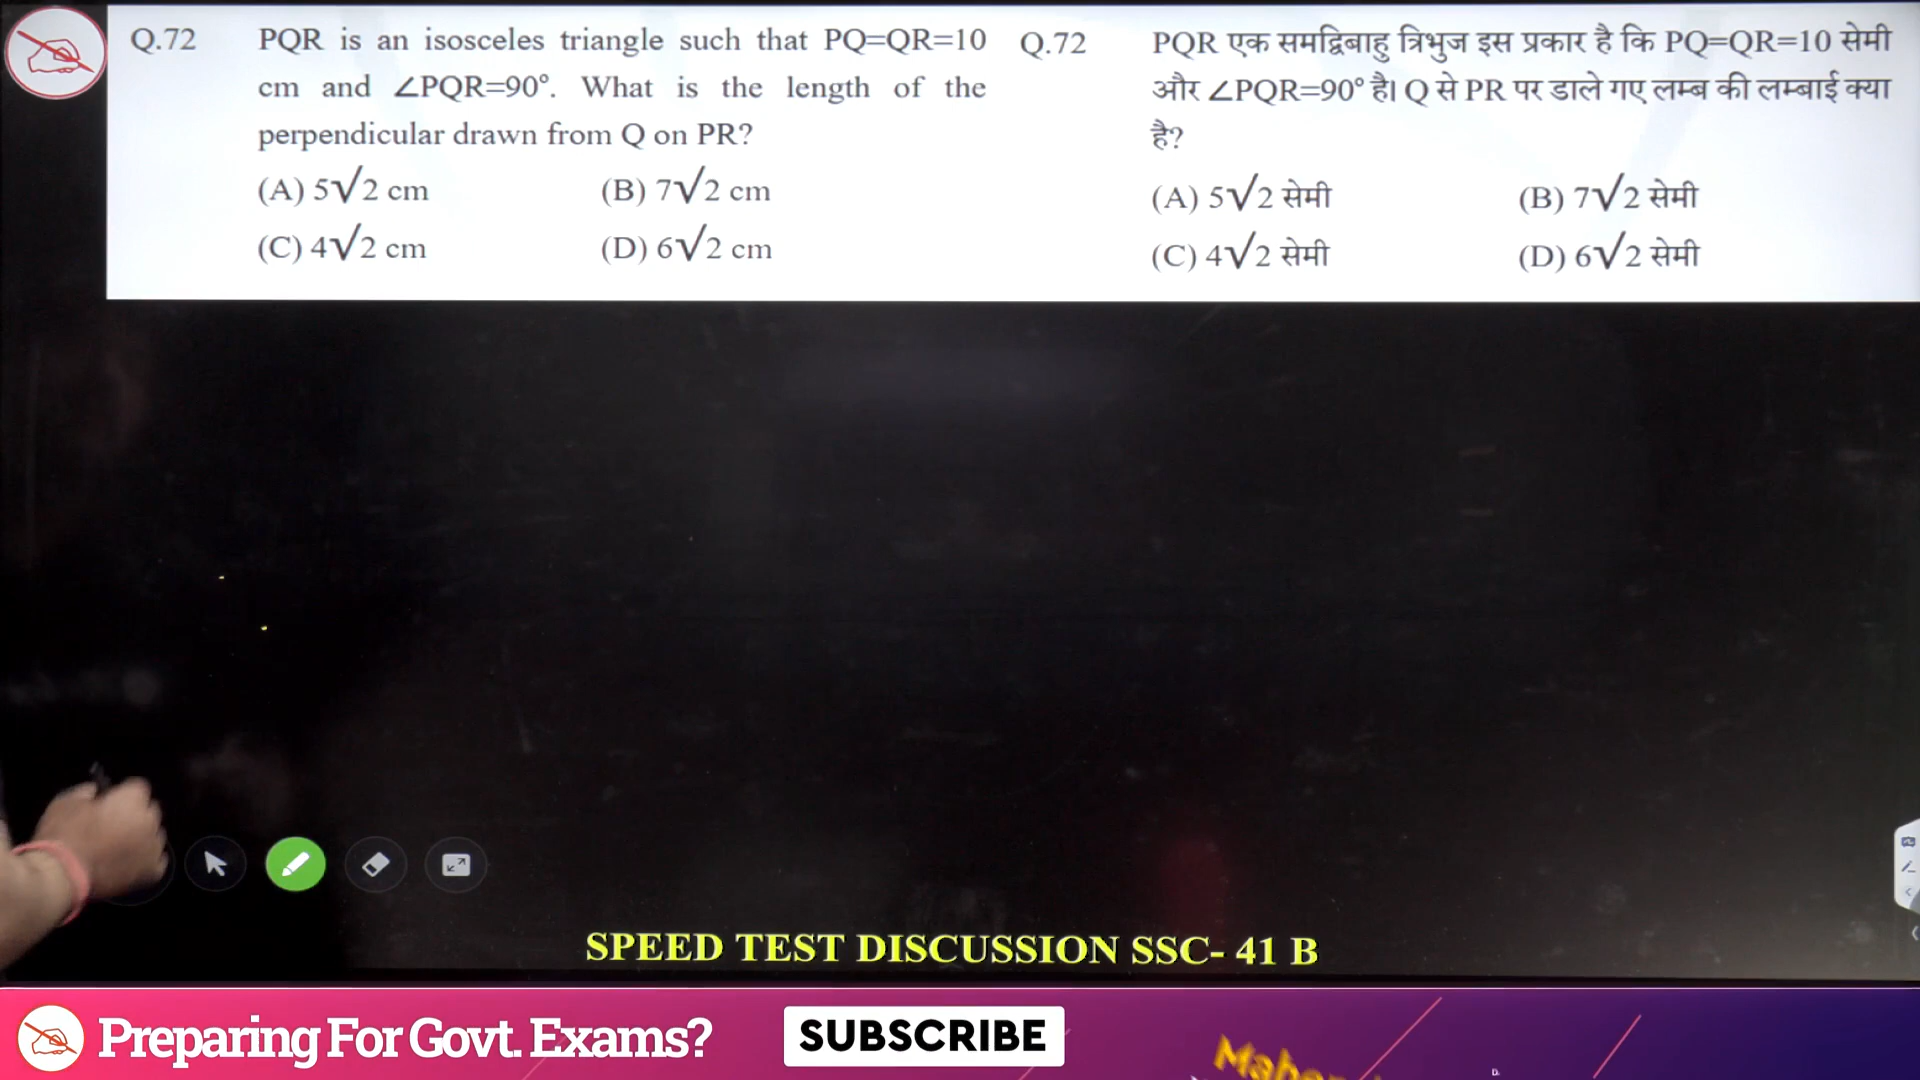 Q.72 PQR is an isosceles triangle such that PQ=QR=10
cm and ∠PQR=90°. What is the length of the
perpendicular drawn from Q on PR?
(A) 5√2 cm (B) 7√2 cm
(C) 4√2 cm (D) 6√2 cm
Q.72 PQR एक समद्विबाहु त्रिभुज इस प्रकार है कि PQ=QR=10 सेमी
और ∠PQR=90° है। Q से PR पर डाले गए लम्ब की लम्बाई क्या
है?
(A) 5√2 सेमी (B) 7√2 सेमी
(C) 4√2 सेमी (D) 6√2 सेमी
SPEED TEST DISCUSSION SSC- 41 B
Preparing For Govt. Exams?
SUBSCRIBE